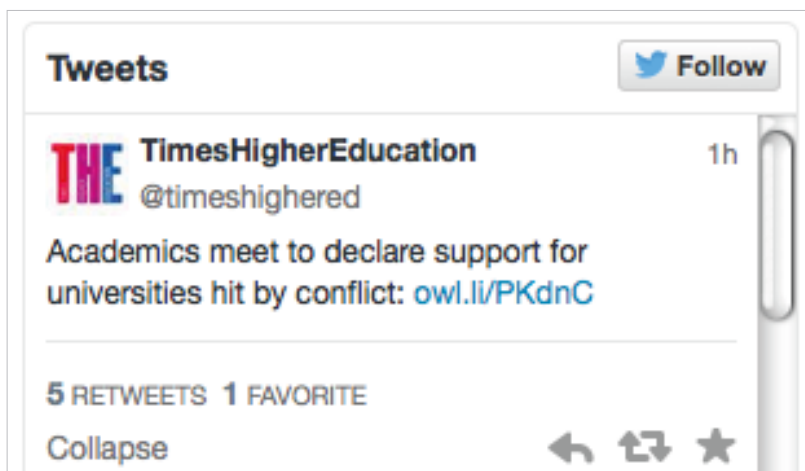 Tweets
Follow
THE
TimesHigherEducation
1h
@timeshighered
Academics meet to declare support for
universities hit by conflict: owl.li/PKdnC
5 RETWEETS 1 FAVORITE
Collapse